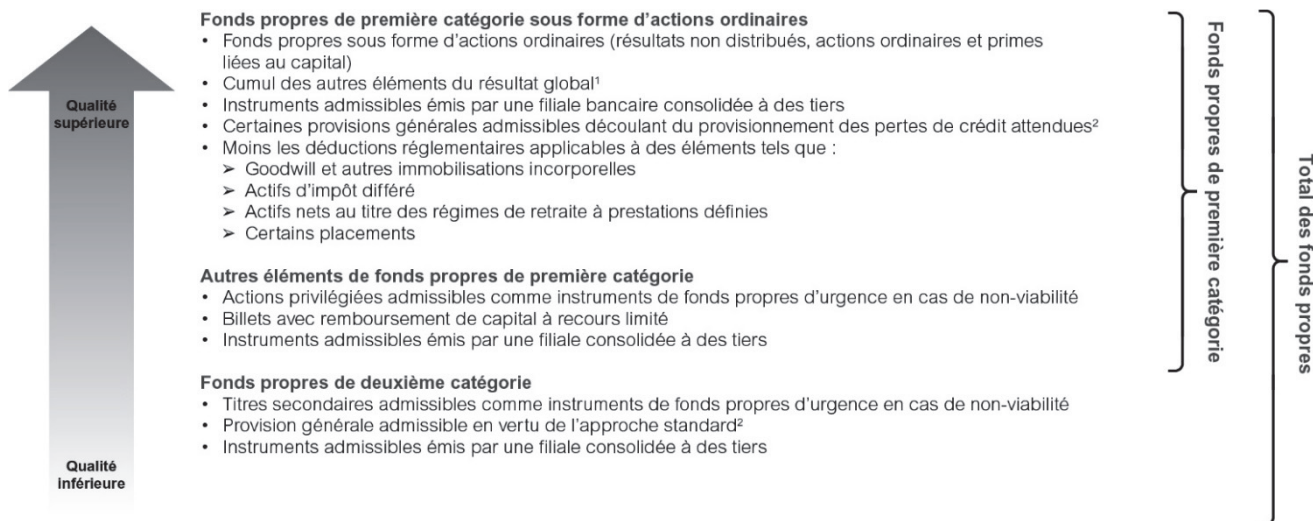 Fonds propres de première catégorie sous forme d’actions ordinaires
• Fonds propres sous forme d’actions ordinaires (résultats non distribués, actions ordinaires et primes
liées au capital)
• Cumul des autres éléments du résultat global¹
• Instruments admissibles émis par une filiale bancaire consolidée à des tiers
• Certaines provisions générales admissibles découlant du provisionnement des pertes de crédit attendues²
• Moins les déductions réglementaires applicables à des éléments tels que :
➢ Goodwill et autres immobilisations incorporelles
➢ Actifs d’impôt différé
➢ Actifs nets au titre des régimes de retraite à prestations définies
➢ Certains placements
Autres éléments de fonds propres de première catégorie
• Actions privilégiées admissibles comme instruments de fonds propres d’urgence en cas de non-viabilité
• Billets avec remboursement de capital à recours limité
• Instruments admissibles émis par une filiale consolidée à des tiers
Fonds propres de deuxième catégorie
• Titres secondaires admissibles comme instruments de fonds propres d’urgence en cas de non-viabilité
• Provision générale admissible en vertu de l’approche standard²
• Instruments admissibles émis par une filiale consolidée à des tiers
Qualité
supérieure
Qualité
inférieure
Fonds propres de première catégorie
Total des fonds propres